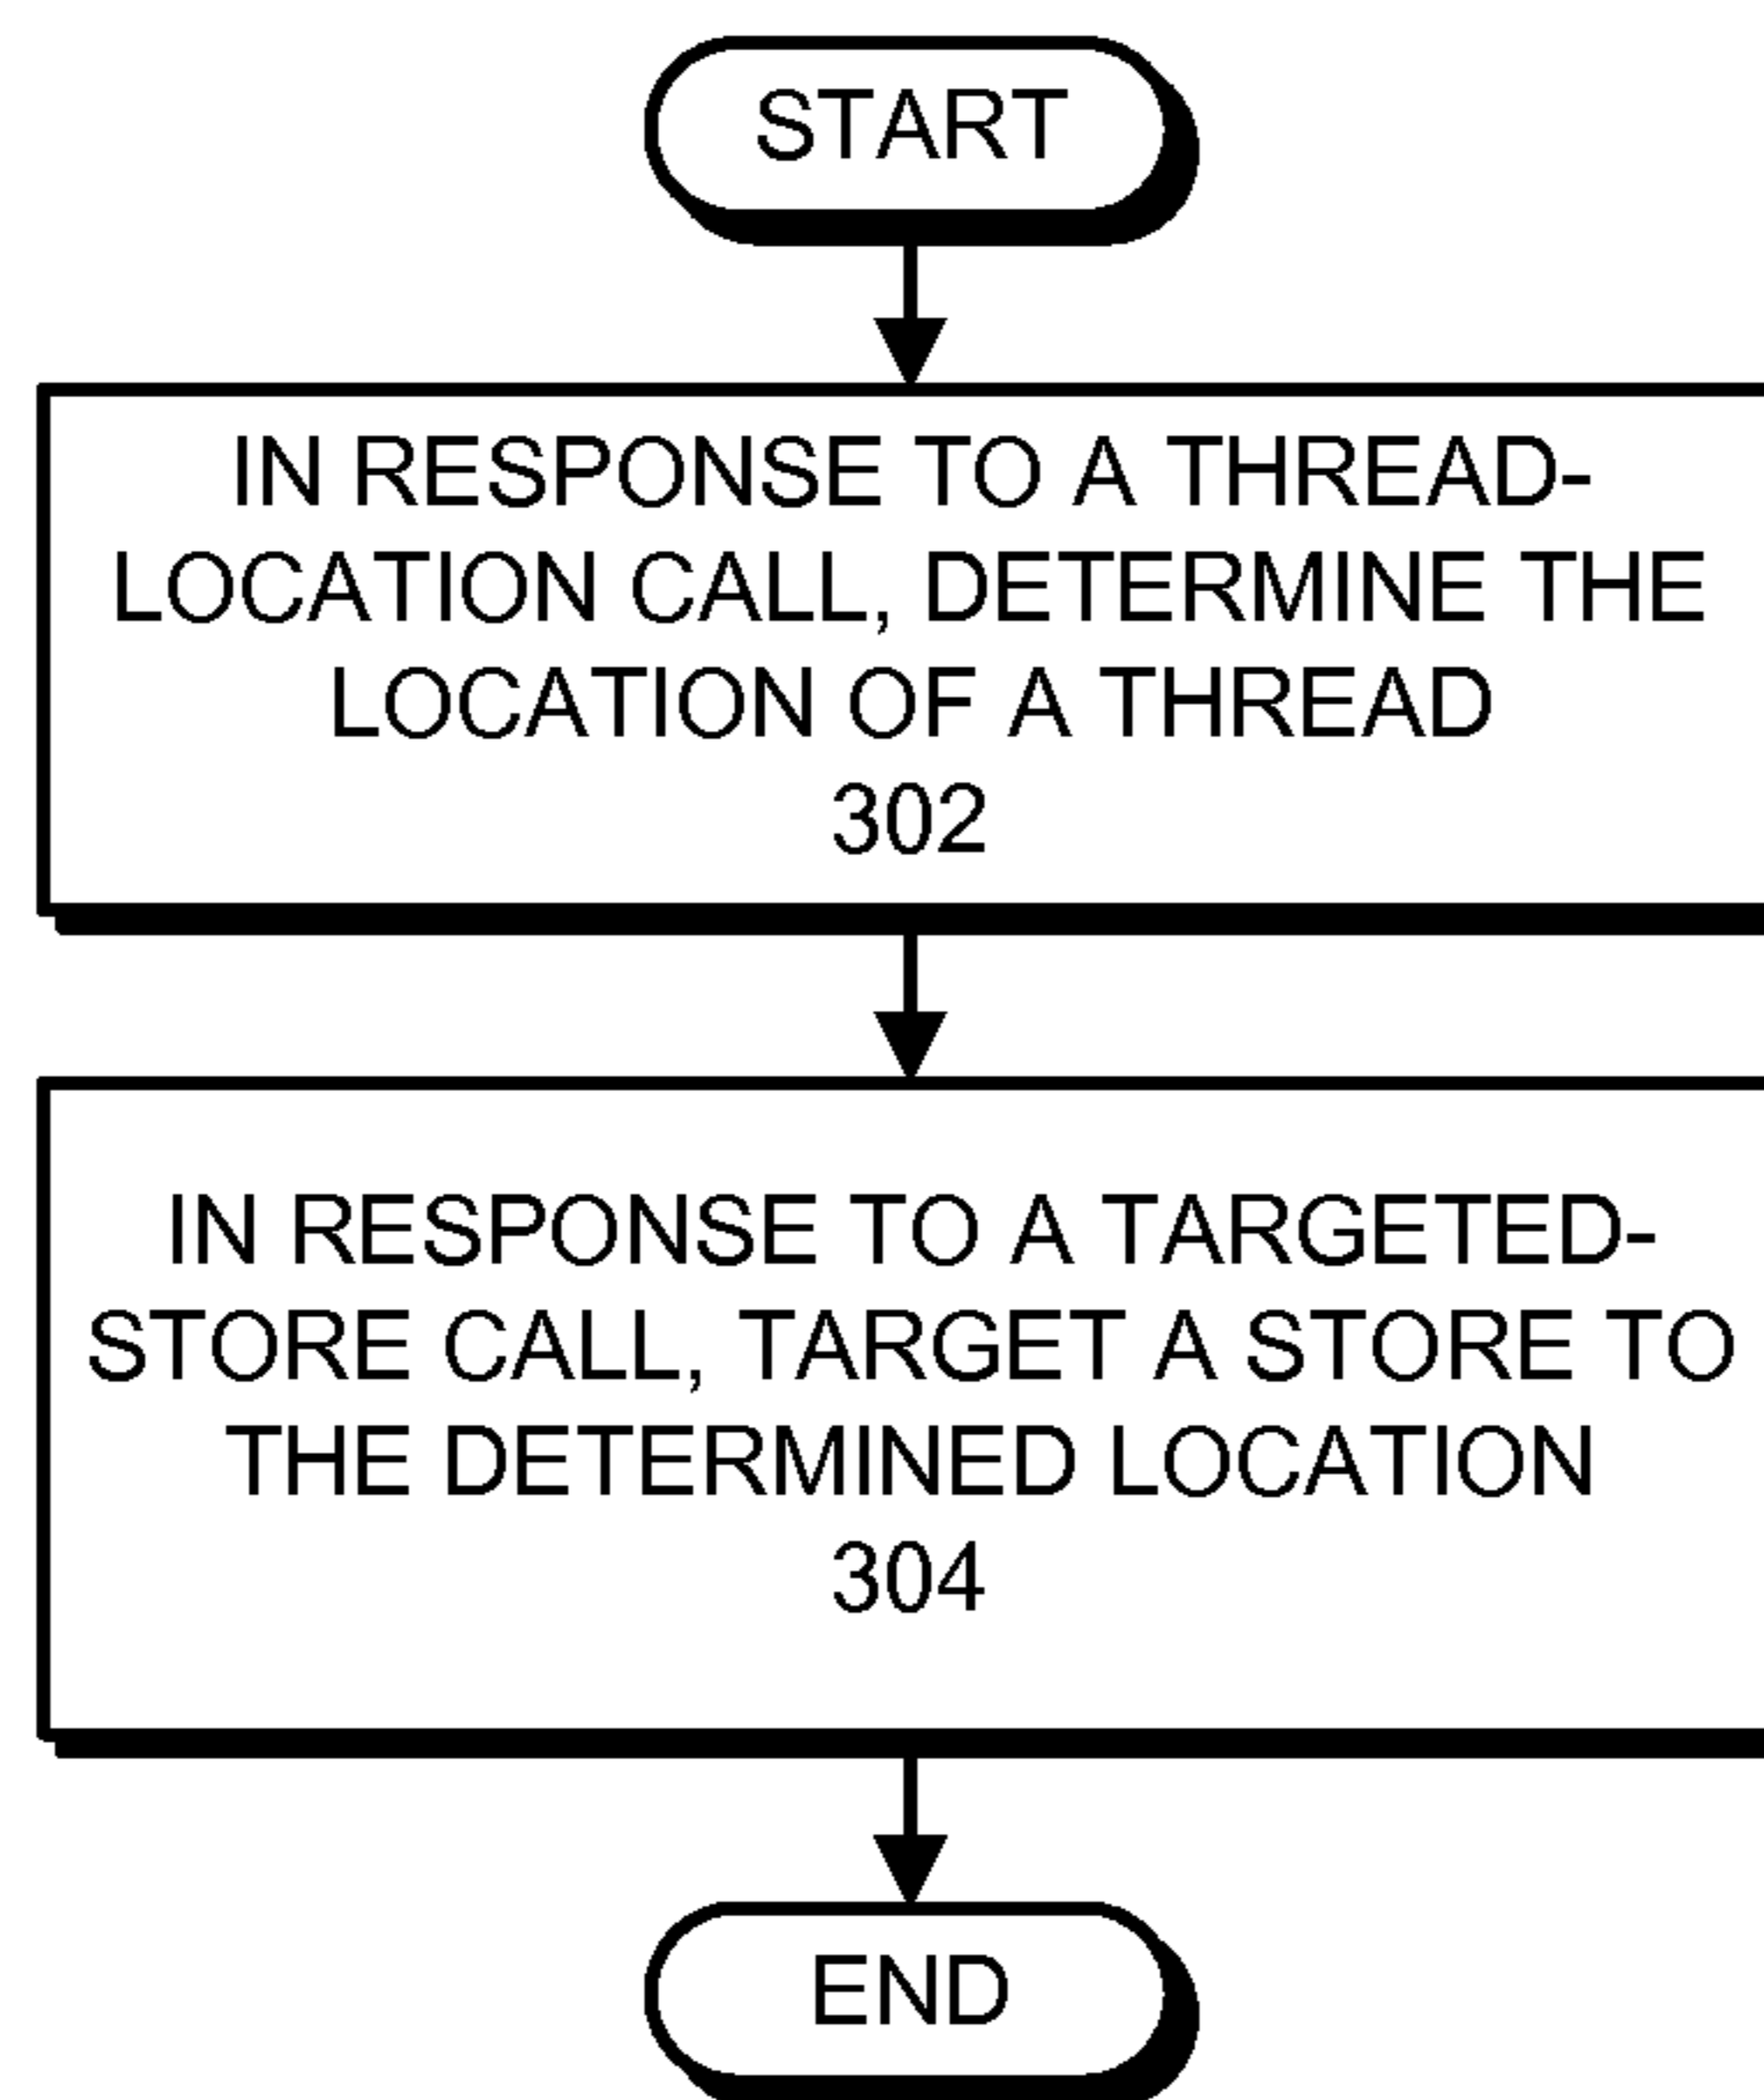 START
IN RESPONSE TO A THREAD-
LOCATION CALL, DETERMINE THE
LOCATION OF A THREAD
302
IN RESPONSE TO A TARGETED-
STORE CALL, TARGET A STORE TO
THE DETERMINED LOCATION
304
END